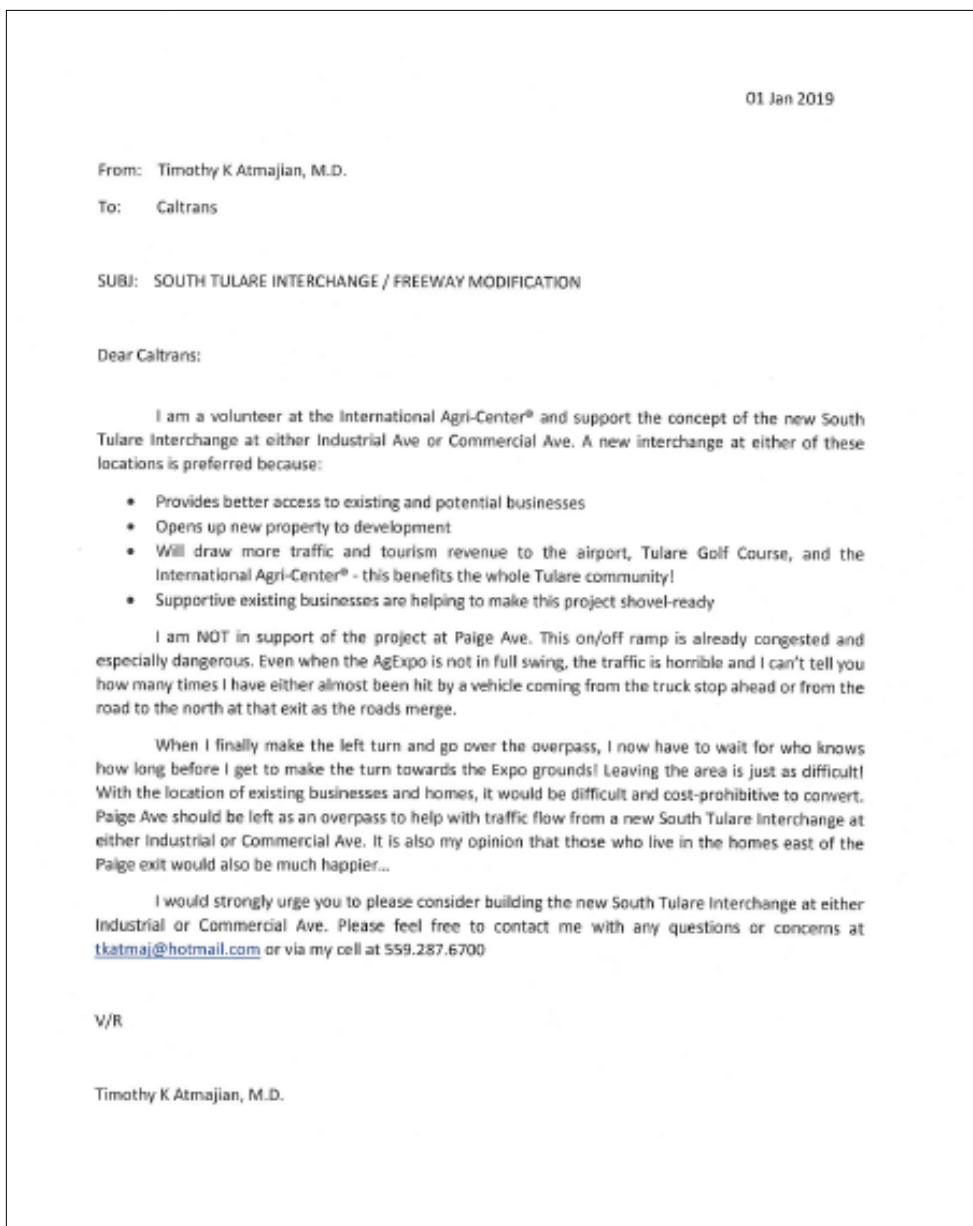 01 Jan 2019
From: Timothy K Atmajian, M.D.
To: Caltrans
SUBJ: SOUTH TULARE INTERCHANGE / FREEWAY MODIFICATION
Dear Caltrans:
I am a volunteer at the International Agri-Center® and support the concept of the new South
Tulare Interchange at either Industrial Ave or Commercial Ave. A new interchange at either of these
locations is preferred because:
• Provides better access to existing and potential businesses
• Opens up new property to development
• Will draw more traffic and tourism revenue to the airport, Tulare Golf Course, and the
International Agri-Center® - this benefits the whole Tulare community!
• Supportive existing businesses are helping to make this project shovel-ready
I am NOT in support of the project at Paige Ave. This on/off ramp is already congested and
especially dangerous. Even when the AgExpo is not in full swing, the traffic is horrible and I can't tell you
how many times I have either almost been hit by a vehicle coming from the truck stop ahead or from the
road to the north at that exit as the roads merge.
When I finally make the left turn and go over the overpass, I now have to wait for who knows
how long before I get to make the turn towards the Expo grounds! Leaving the area is just as difficult!
With the location of existing businesses and homes, it would be difficult and cost-prohibitive to convert.
Paige Ave should be left as an overpass to help with traffic flow from a new South Tulare Interchange at
either Industrial or Commercial Ave. It is also my opinion that those who live in the homes east of the
Paige exit would also be much happier...
I would strongly urge you to please consider building the new South Tulare Interchange at either
Industrial or Commercial Ave. Please feel free to contact me with any questions or concerns at
tkatmaj@hotmail.com or via my cell at 559.287.6700
V/R
Timothy K Atmajian, M.D.